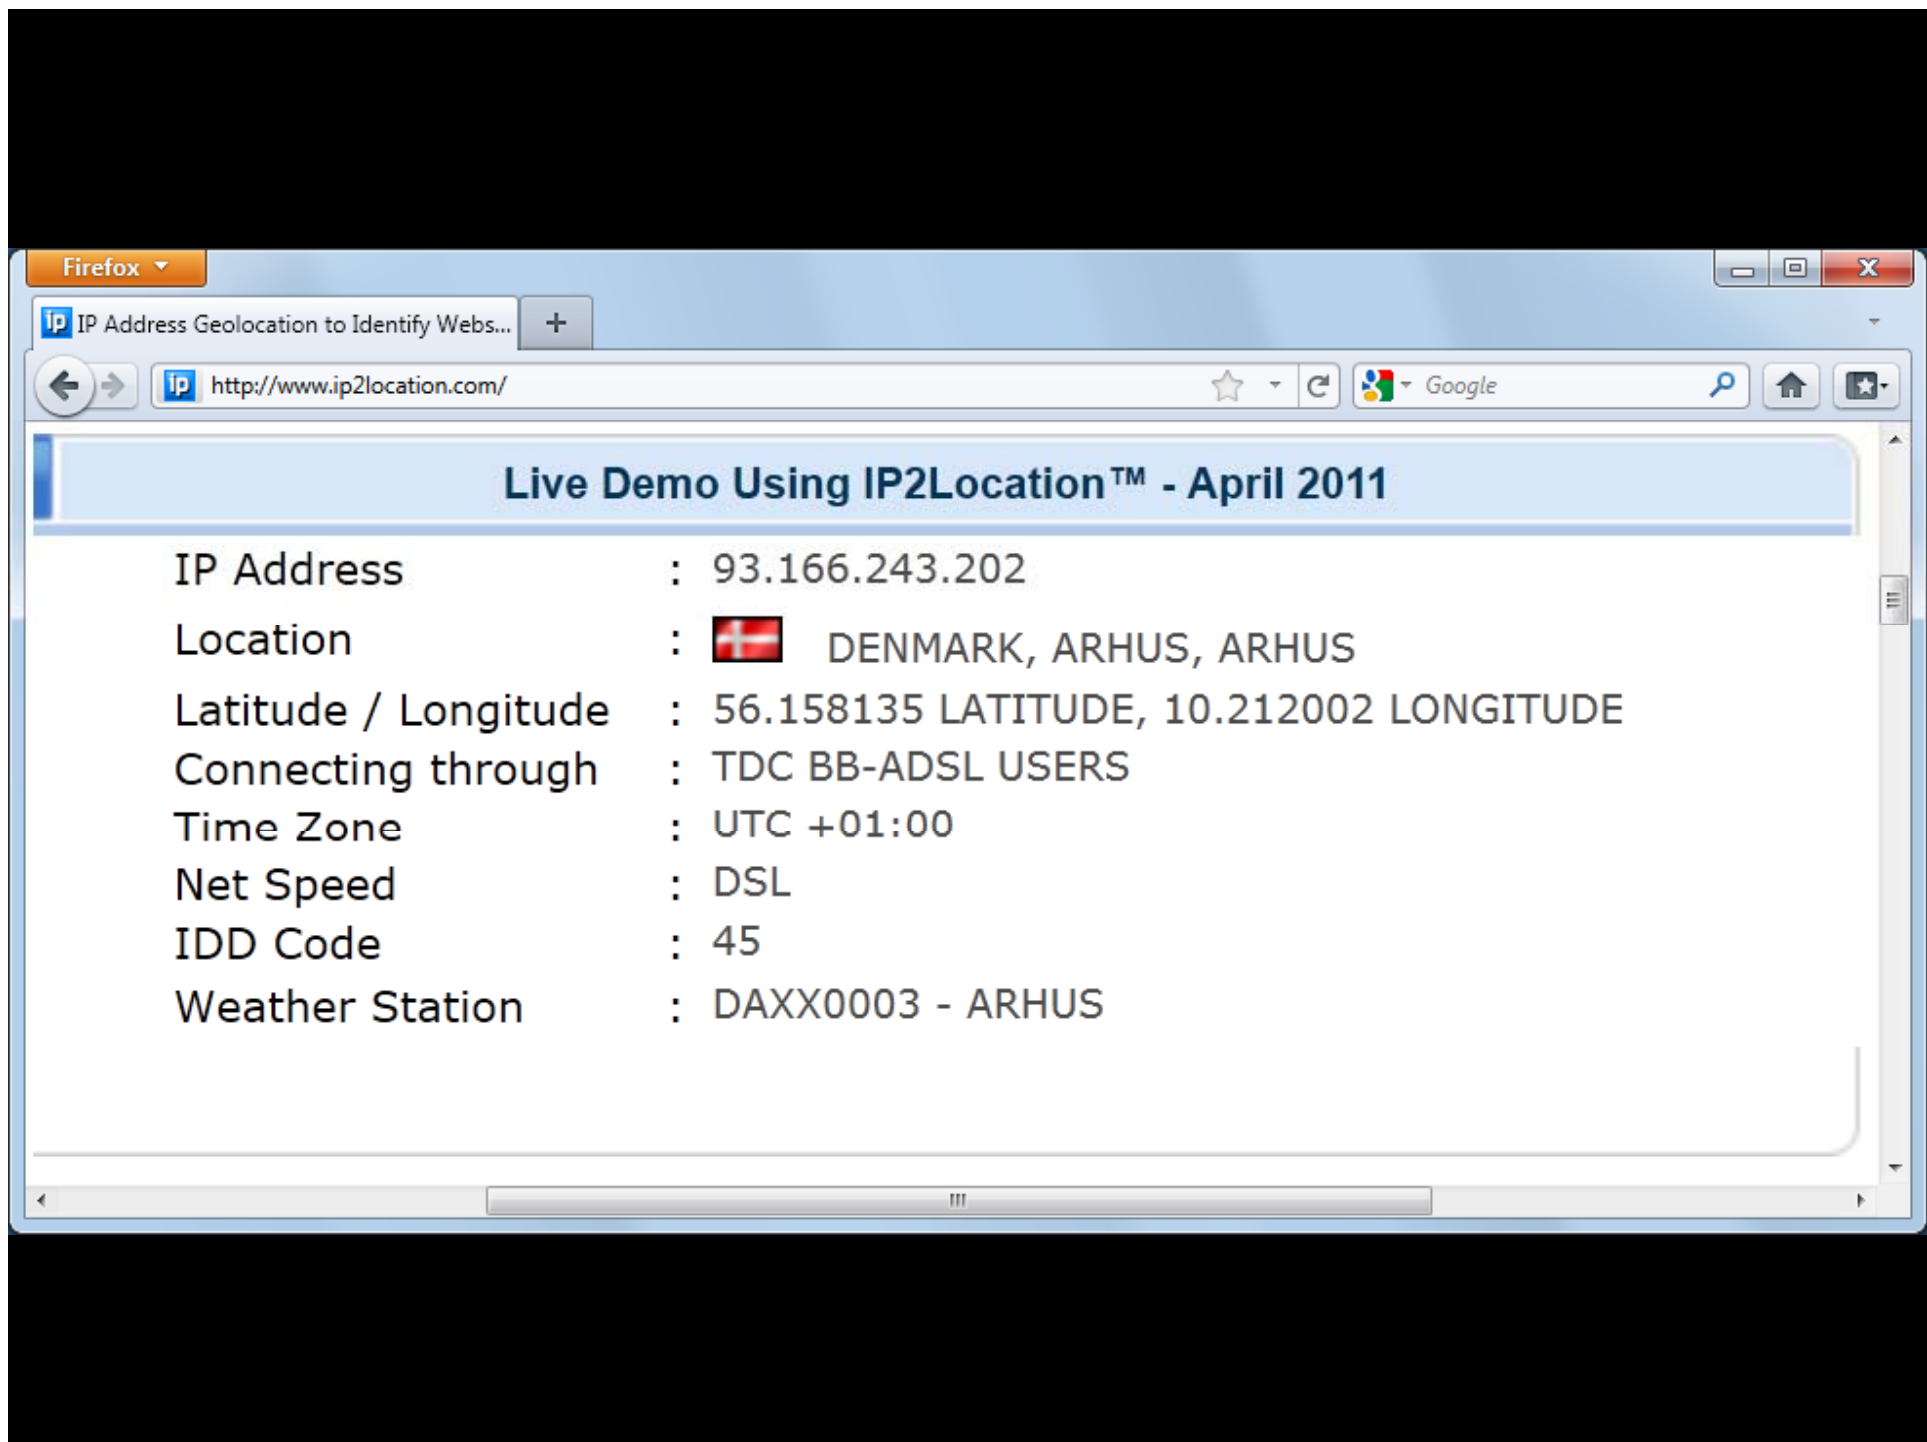 Firefox
ip IP Address Geolocation to Identify Webs... +
ip http://www.ip2location.com/ Google
Live Demo Using IP2Location™ - April 2011
IP Address : 93.166.243.202
Location : DENMARK, ARHUS, ARHUS
Latitude / Longitude : 56.158135 LATITUDE, 10.212002 LONGITUDE
Connecting through : TDC BB-ADSL USERS
Time Zone : UTC +01:00
Net Speed : DSL
IDD Code : 45
Weather Station : DAXX0003 - ARHUS